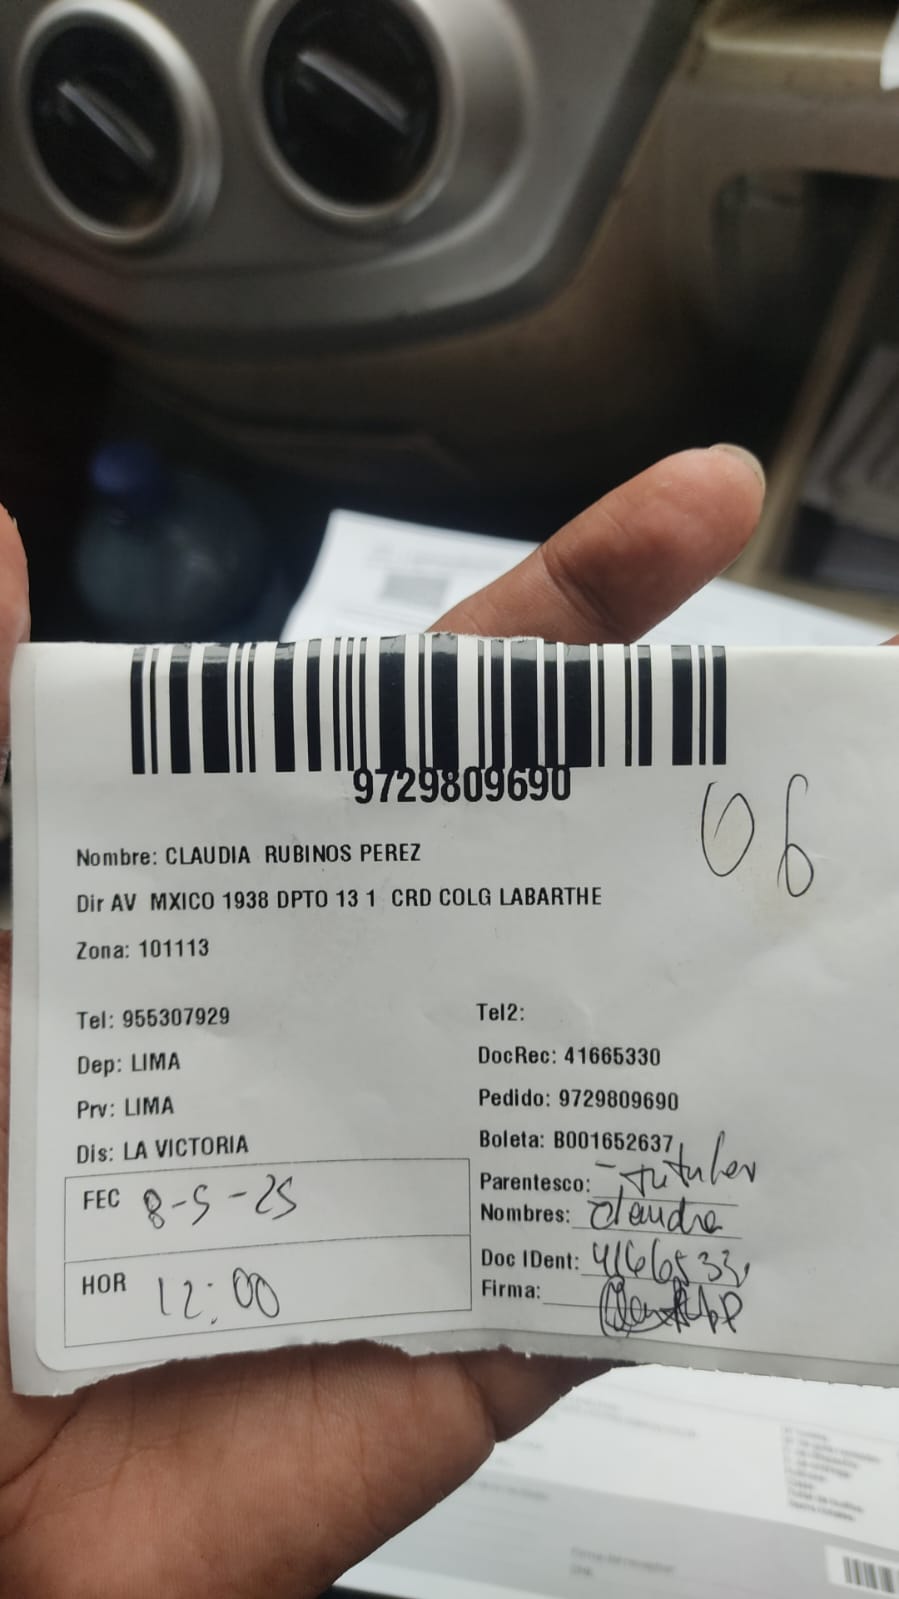 9729809690
06
Nombre: CLAUDIA RUBINOS PEREZ
Dir AV MXICO 1938 DPTO 13 1 CRD COLG LABARTHE
Zona: 101113
Tel: 955307929
Tel2:
Dep: LIMA
DocRec: 41665330
Prv: LIMA
Pedido: 9729809690
Dis: LA VICTORIA
Boleta: B001652637
FEC 8-5-25
Parentesco: Titular
Nombres: Claudia
HOR 12:00
Doc IDent:
Firma: